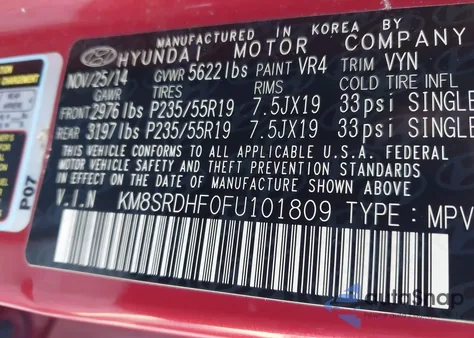 MANUFACTURED IN KOREA BY
HYUNDAI MOTOR COMPANY
NOV/25/14 GVWR 5622lbs PAINT VR4 TRIM VYN
GAWR TIRES RIMS COLD TIRE INFL
FRONT 2976lbs P235/55R19 7.5JX19 33psi SINGLE
REAR 3197lbs P235/55R19 7.5JX19 33psi SINGLE
THIS VEHICLE CONFORMS TO ALL APPLICABLE U.S.A. FEDERAL
MOTOR VEHICLE SAFETY AND THEFT PREVENTION STANDARDS
IN EFFECT ON THE DATE OF MANUFACTURE SHOWN ABOVE.
V.I.N KM8SRDHF0FU101809 TYPE : MPV
P07
autoSnap